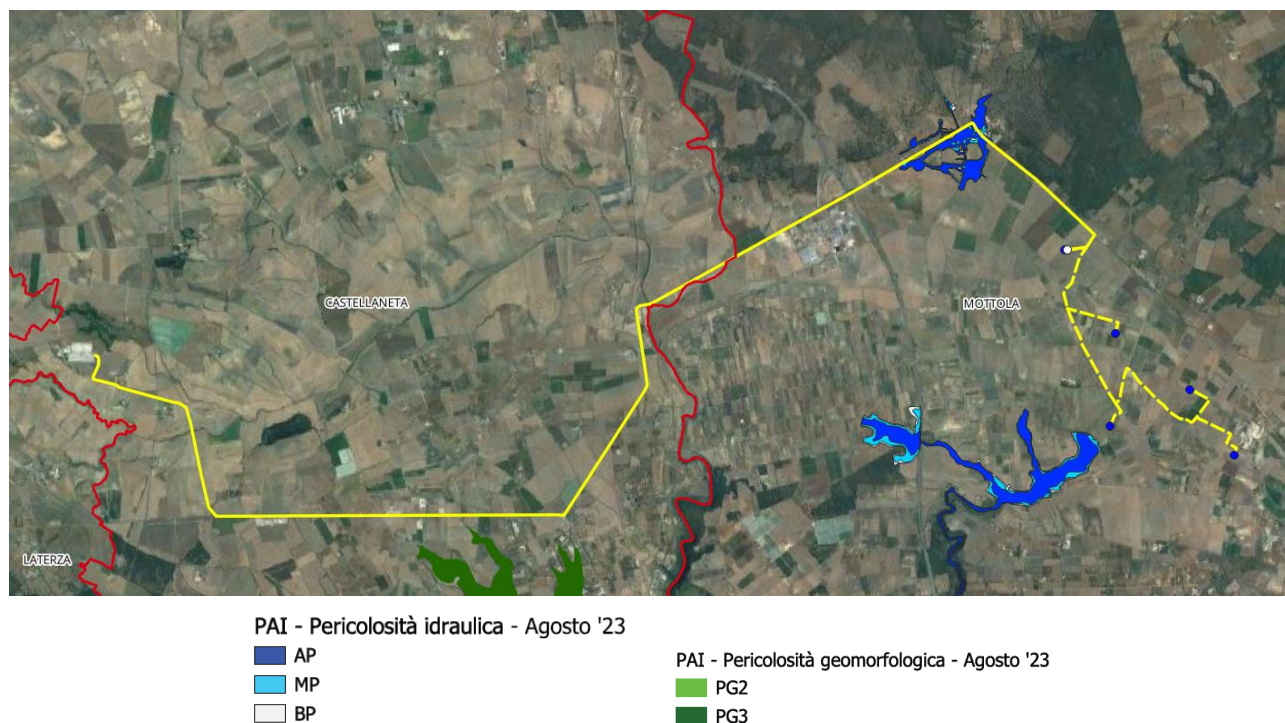 CASTELLANETA
MOTTOLA
LATERZA
PAI - Pericolosità idraulica - Agosto '23
AP
MP
BP
PAI - Pericolosità geomorfologica - Agosto '23
PG2
PG3